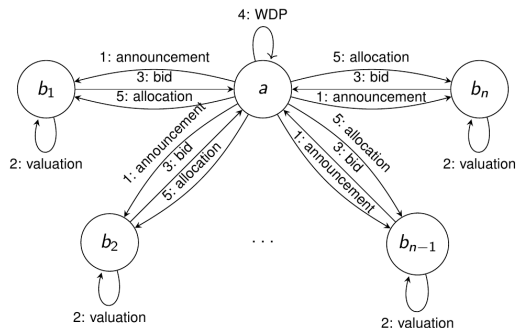 4: WDP
1: announcement
3: bid
5: allocation
5: allocation
3: bid
1: announcement
b1
a
bn
2: valuation
2: valuation
1: announcement
3: bid
5: allocation
5: allocation
3: bid
1: announcement
b2
. . .
bn−1
2: valuation
2: valuation